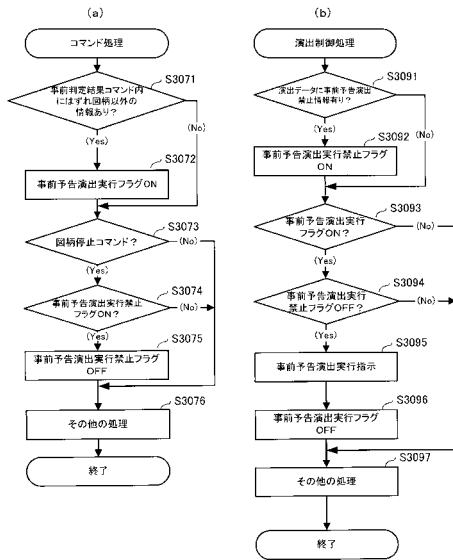 (a)
コマンド処理
S3071
事前判定結果コマンド内
にはずれ図柄以外の
情報あり？
(No)
(Yes)
S3072
事前予告演出実行フラグON
S3073
図柄停止コマンド？
(No)
(Yes)
S3074
事前予告演出実行禁止
フラグON？
(No)
(Yes)
S3075
事前予告演出実行禁止フラグ
OFF
S3076
その他の処理
終了
(b)
演出制御処理
S3091
演出データに事前予告演出
禁止情報有り？
(No)
(Yes)
S3092
事前予告演出実行禁止フラグ
ON
S3093
事前予告演出実行
フラグON？
(No)
(Yes)
S3094
事前予告演出実行
禁止フラグOFF？
(No)
(Yes)
S3095
事前予告演出実行指示
S3096
事前予告演出実行フラグ
OFF
S3097
その他の処理
終了